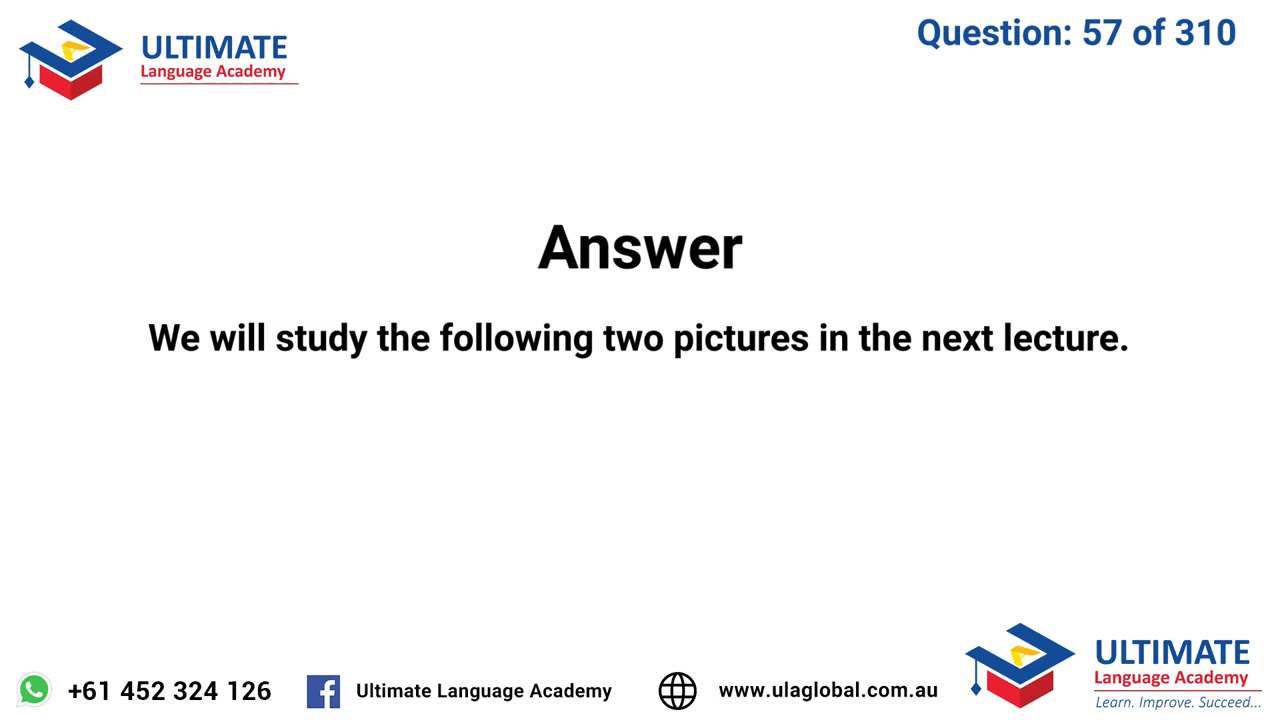 ULTIMATE
Language Academy
Question: 57 of 310
Answer
We will study the following two pictures in the next lecture.
+61 452 324 126
Ultimate Language Academy
www.ulaglobal.com.au
ULTIMATE
Language Academy
Learn. Improve. Succeed...